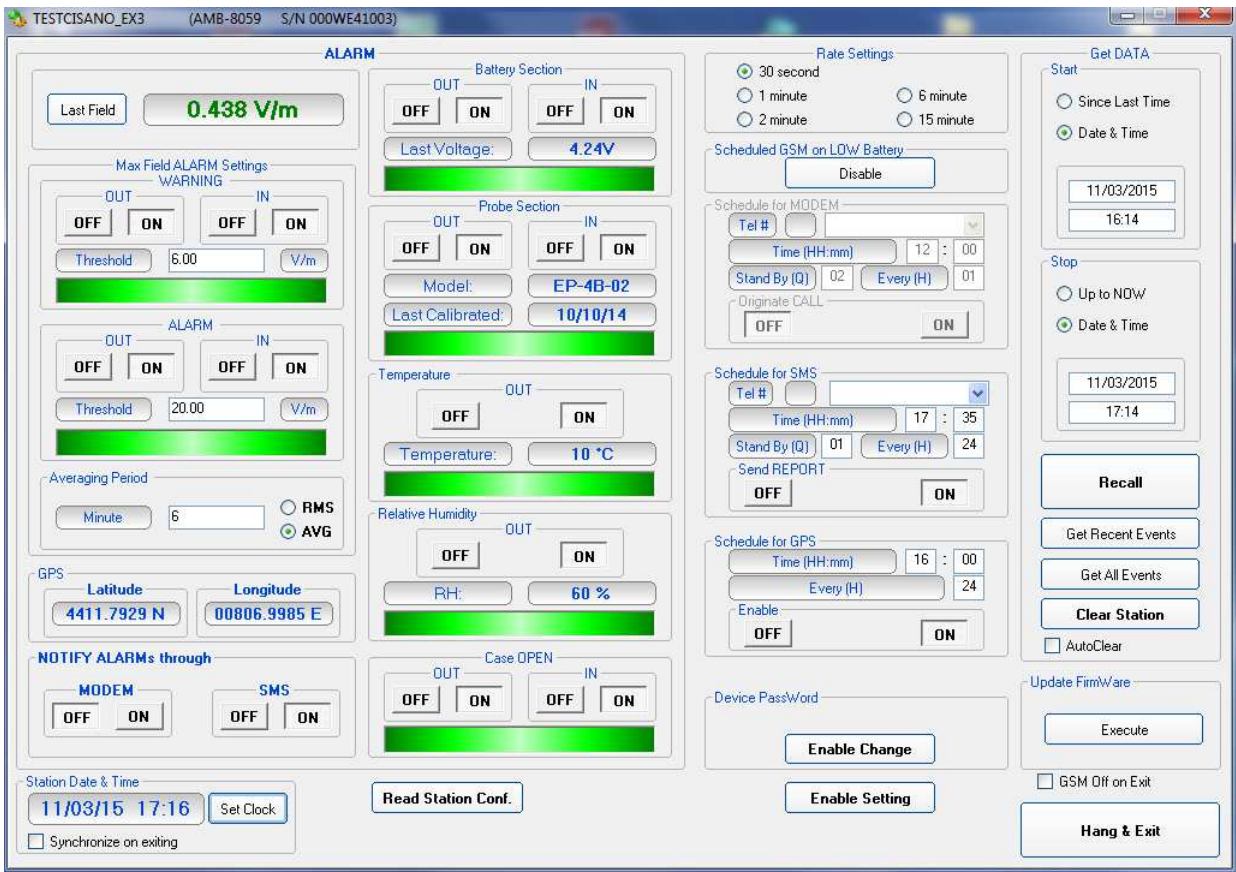 TESTCISANO_EX3 (AMB-8059 S/N 000WE41003)
ALARM
Last Field 0.438 V/m
Max Field ALARM Settings
WARNING
OUT IN
OFF ON OFF ON
Threshold 6.00 V/m
ALARM
OUT IN
OFF ON OFF ON
Threshold 20.00 V/m
Averaging Period
Minute 6
RMS
AVG
GPS
Latitude Longitude
4411.7929 N 00806.9985 E
NOTIFY ALARMs through
MODEM SMS
OFF ON OFF ON
Battery Section
OUT IN
OFF ON OFF ON
Last Voltage: 4.24V
Probe Section
OUT IN
OFF ON OFF ON
Model: EP-4B-02
Last Calibrated: 10/10/14
Temperature
OUT
OFF ON
Temperature: 10 °C
Relative Humidity
OUT
OFF ON
RH: 60 %
Case OPEN
OUT IN
OFF ON OFF ON
Rate Settings
30 second
1 minute 6 minute
2 minute 15 minute
Scheduled GSM on LOW Battery
Disable
Schedule for MODEM
Tel #
Time (HH:mm) 12 : 00
Stand By (Q) 02 Every (H) 01
Originate CALL
OFF ON
Schedule for SMS
Tel #
Time (HH:mm) 17 : 35
Stand By (Q) 01 Every (H) 24
Send REPORT
OFF ON
Schedule for GPS
Time (HH:mm) 16 : 00
Every (H) 24
Enable
OFF ON
Device PassWord
Enable Change
Get DATA
Start
Since Last Time
Date & Time
11/03/2015
16:14
Stop
Up to NOW
Date & Time
11/03/2015
17:14
Recall
Get Recent Events
Get All Events
Clear Station
AutoClear
Update FirmWare
Execute
Station Date & Time
11/03/15 17:16 Set Clock
Synchronize on exiting
Read Station Conf.
Enable Setting
GSM Off on Exit
Hang & Exit